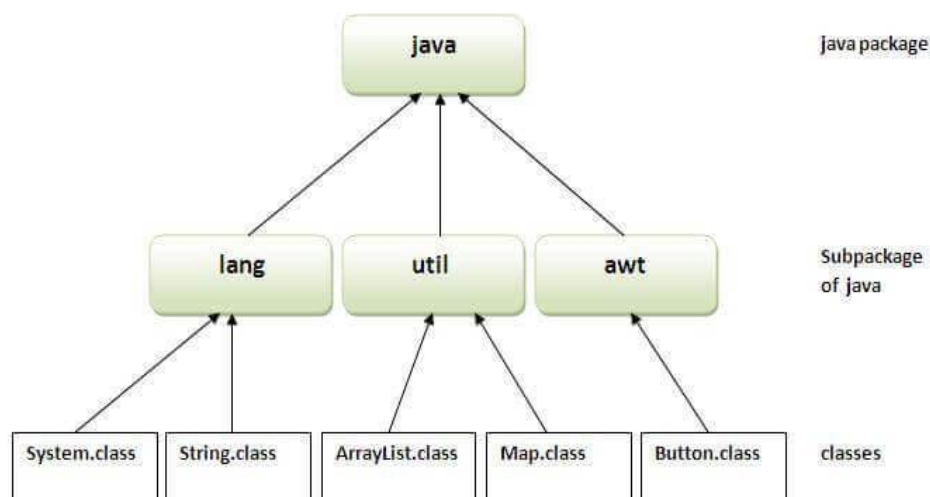 java
java package
lang
util
awt
Subpackage
of java
System.class
String.class
ArrayList.class
Map.class
Button.class
classes